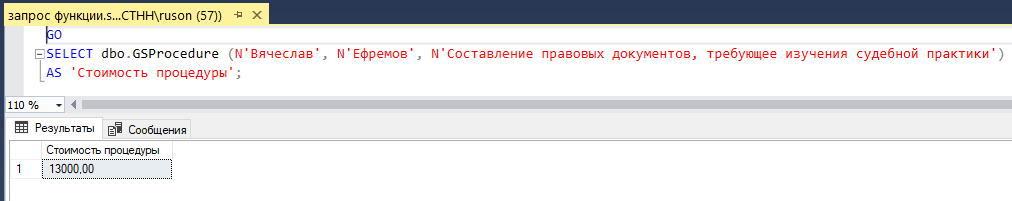 запрос функции.s...CTHH\ruson (57))
GO
SELECT dbo.GSProcedure (N'Вячеслав', N'Ефремов', N'Составление правовых документов, требующее изучения судебной практики')
AS 'Стоимость процедуры';
110 %
Результаты Сообщения
Стоимость процедуры
1 13000,00